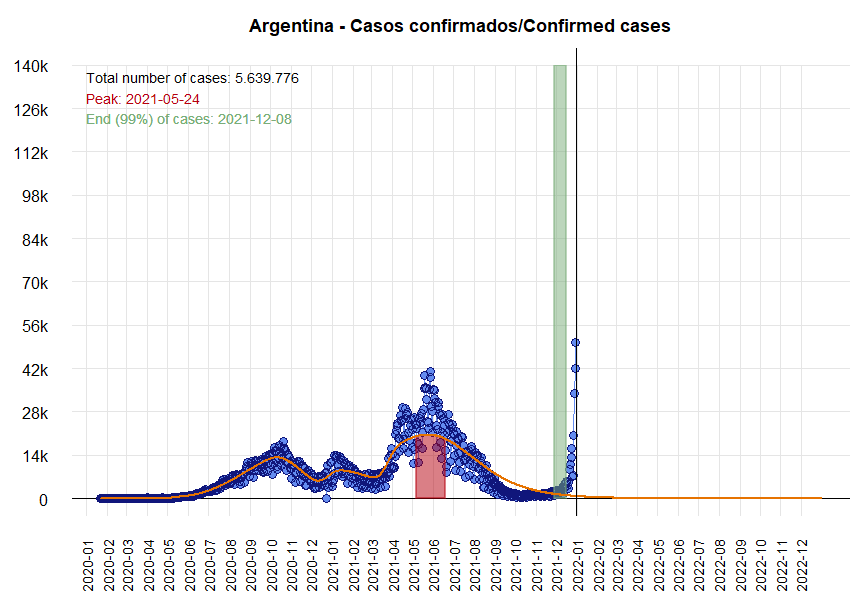 Argentina - Casos confirmados/Confirmed cases
140k
Total number of cases: 5.639.776
Peak: 2021-05-24
End (99%) of cases: 2021-12-08
126k
112k
98k
84k
70k
56k
42k
28k
14k
0
2020-01
2020-02
2020-03
2020-04
2020-05
2020-06
2020-07
2020-08
2020-09
2020-10
2020-11
2020-12
2021-01
2021-02
2021-03
2021-04
2021-05
2021-06
2021-07
2021-08
2021-09
2021-10
2021-11
2021-12
2022-01
2022-02
2022-03
2022-04
2022-05
2022-06
2022-07
2022-08
2022-09
2022-10
2022-11
2022-12